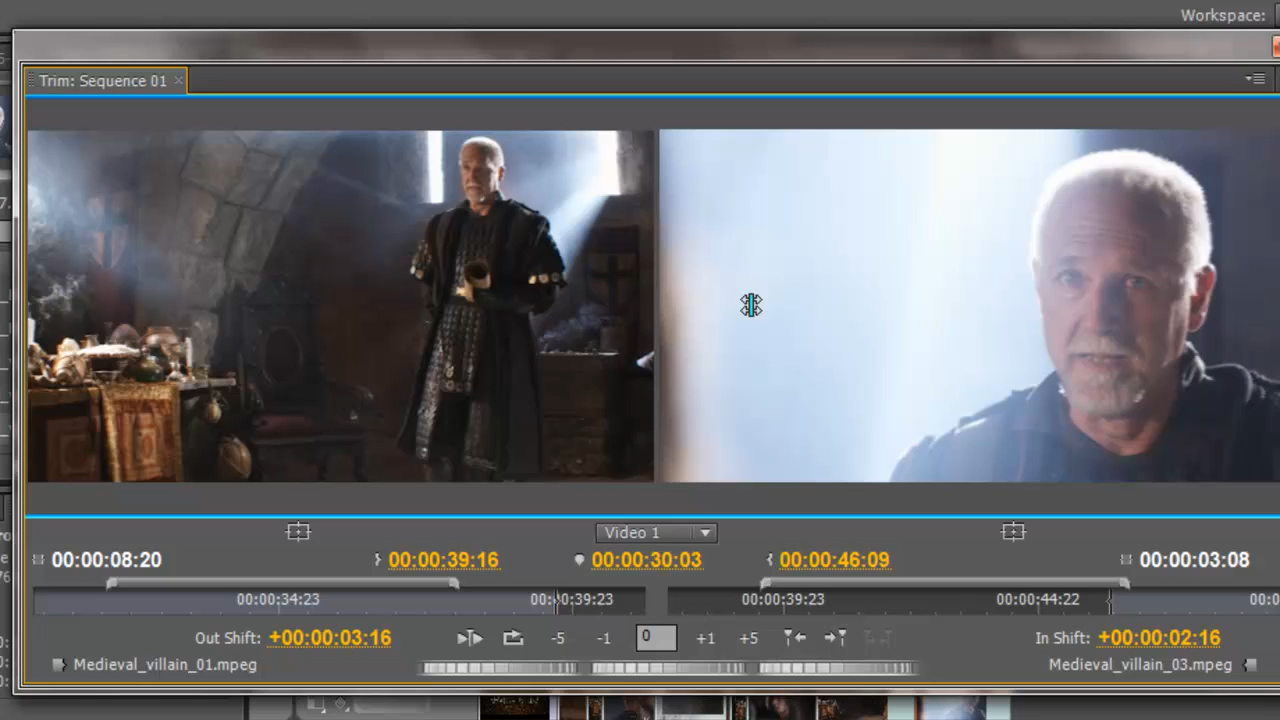 Workspace:
Trim: Sequence 01
Video 1
00:00:08:20 00:00:39:16 00:00:30:03 00:00:46:09 00:00:03:08
00:00:34:23 00:00:39:23 00:00:39:23 00:00:44:22 00:0
Out Shift: +00:00:03:16 -5 -1 0 +1 +5 In Shift: +00:00:02:16
Medieval_villain_01.mpeg Medieval_villain_03.mpeg